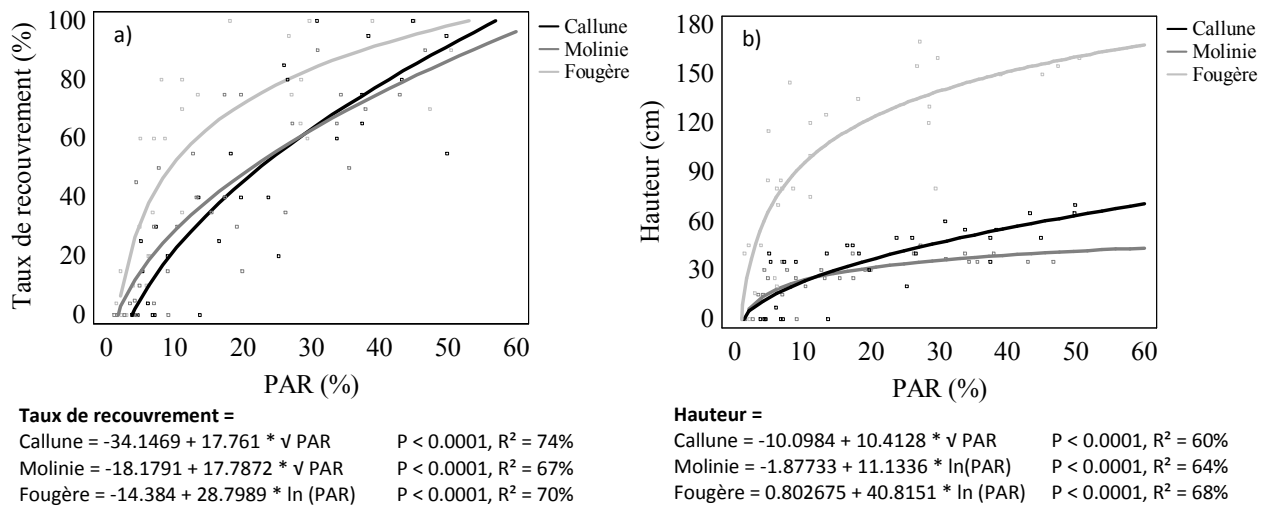 a)
Taux de recouvrement (%)
100
80
60
40
20
0
0 10 20 30 40 50 60
PAR (%)
Callune
Molinie
Fougère
Taux de recouvrement =
Callune = -34.1469 + 17.761 * √ PAR P < 0.0001, R² = 74%
Molinie = -18.1791 + 17.7872 * √ PAR P < 0.0001, R² = 67%
Fougère = -14.384 + 28.7989 * ln (PAR) P < 0.0001, R² = 70%
b)
Hauteur (cm)
180
150
120
90
60
30
0
0 10 20 30 40 50 60
PAR (%)
Callune
Molinie
Fougère
Hauteur =
Callune = -10.0984 + 10.4128 * √ PAR P < 0.0001, R² = 60%
Molinie = -1.87733 + 11.1336 * ln(PAR) P < 0.0001, R² = 64%
Fougère = 0.802675 + 40.8151 * ln (PAR) P < 0.0001, R² = 68%